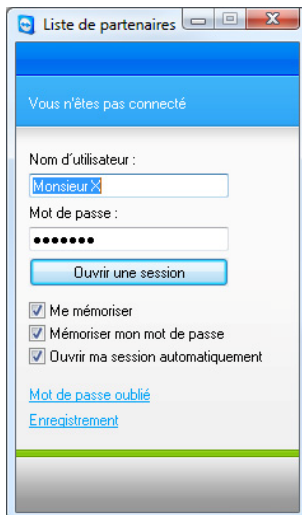 Liste de partenaires
Vous n'êtes pas connecté
Nom d'utilisateur :
Monsieur X
Mot de passe :
●●●●●●●
Ouvrir une session
Me mémoriser
Mémoriser mon mot de passe
Ouvrir ma session automatiquement
Mot de passe oublié
Enregistrement